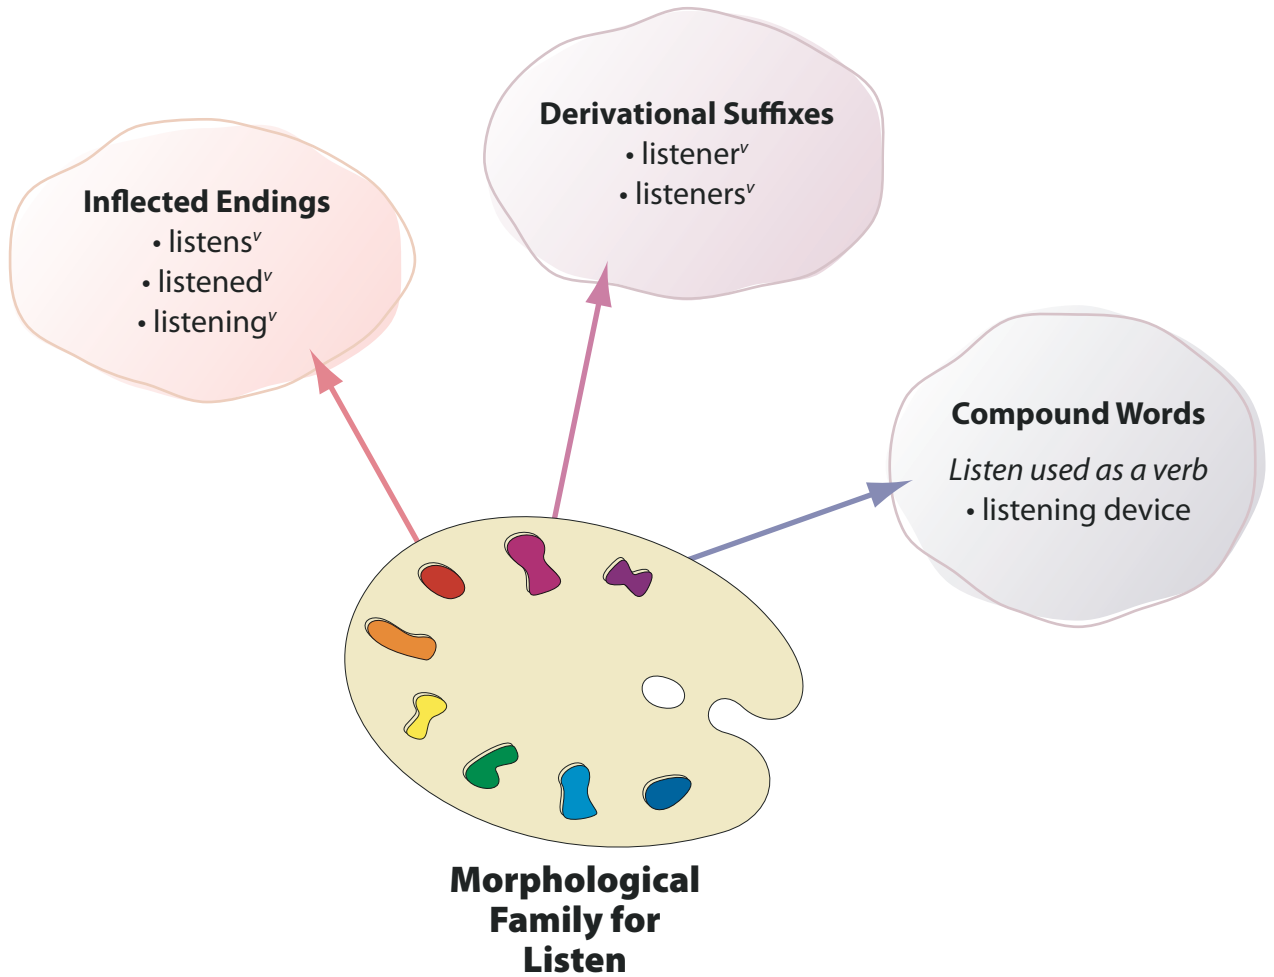 Derivational Suffixes
• listenerᵛ
• listenersᵛ
Inflected Endings
• listensᵛ
• listenedᵛ
• listeningᵛ
Compound Words
Listen used as a verb
• listening device
Morphological
Family for
Listen